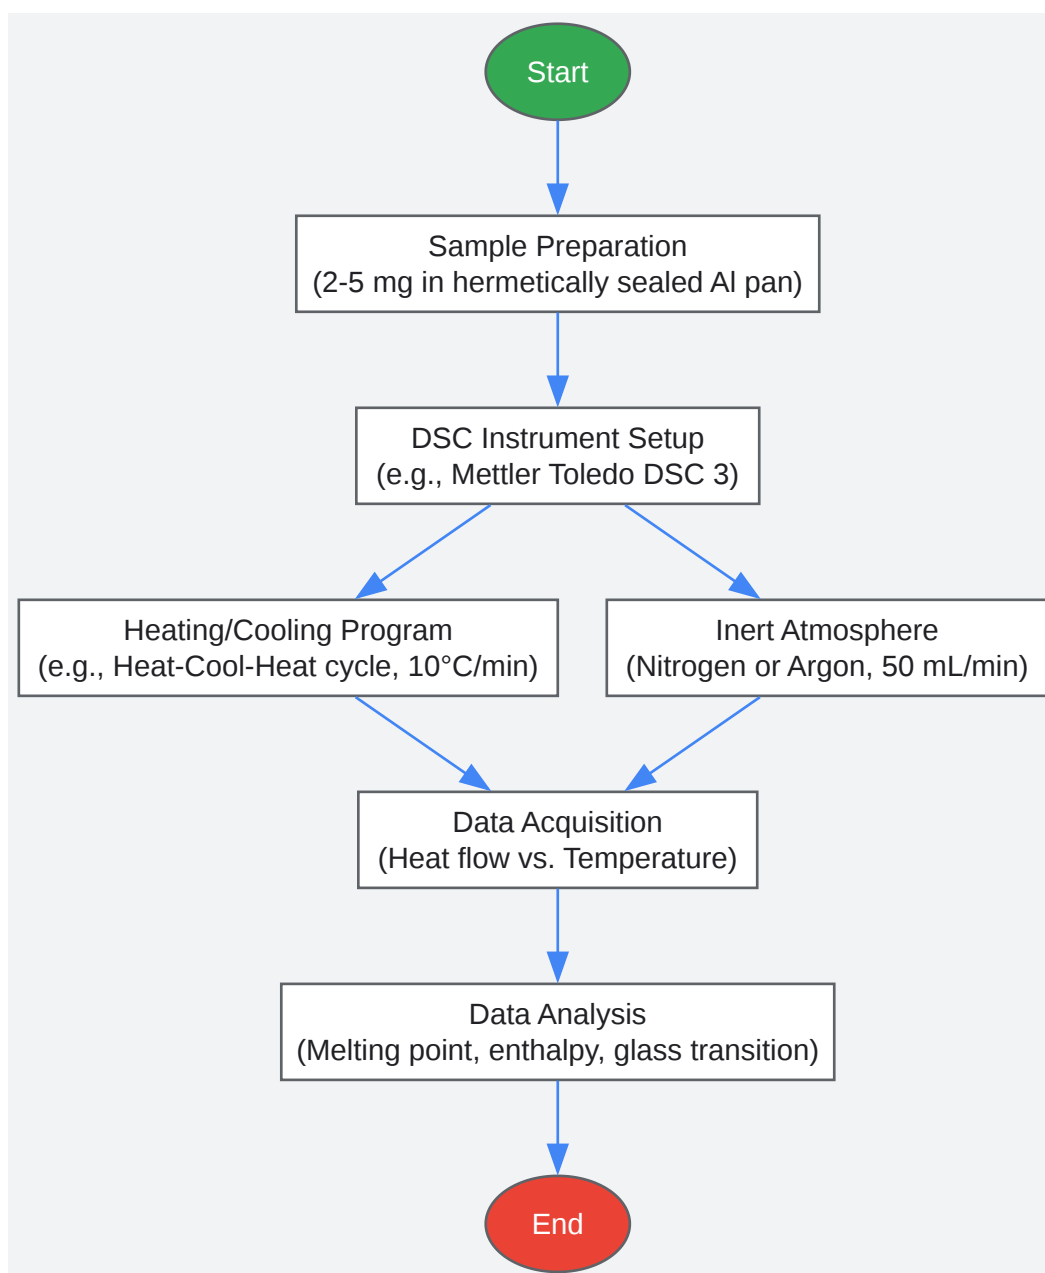 Start
Sample Preparation
(2-5 mg in hermetically sealed Al pan)
DSC Instrument Setup
(e.g., Mettler Toledo DSC 3)
Heating/Cooling Program
(e.g., Heat-Cool-Heat cycle, 10°C/min)
Inert Atmosphere
(Nitrogen or Argon, 50 mL/min)
Data Acquisition
(Heat flow vs. Temperature)
Data Analysis
(Melting point, enthalpy, glass transition)
End